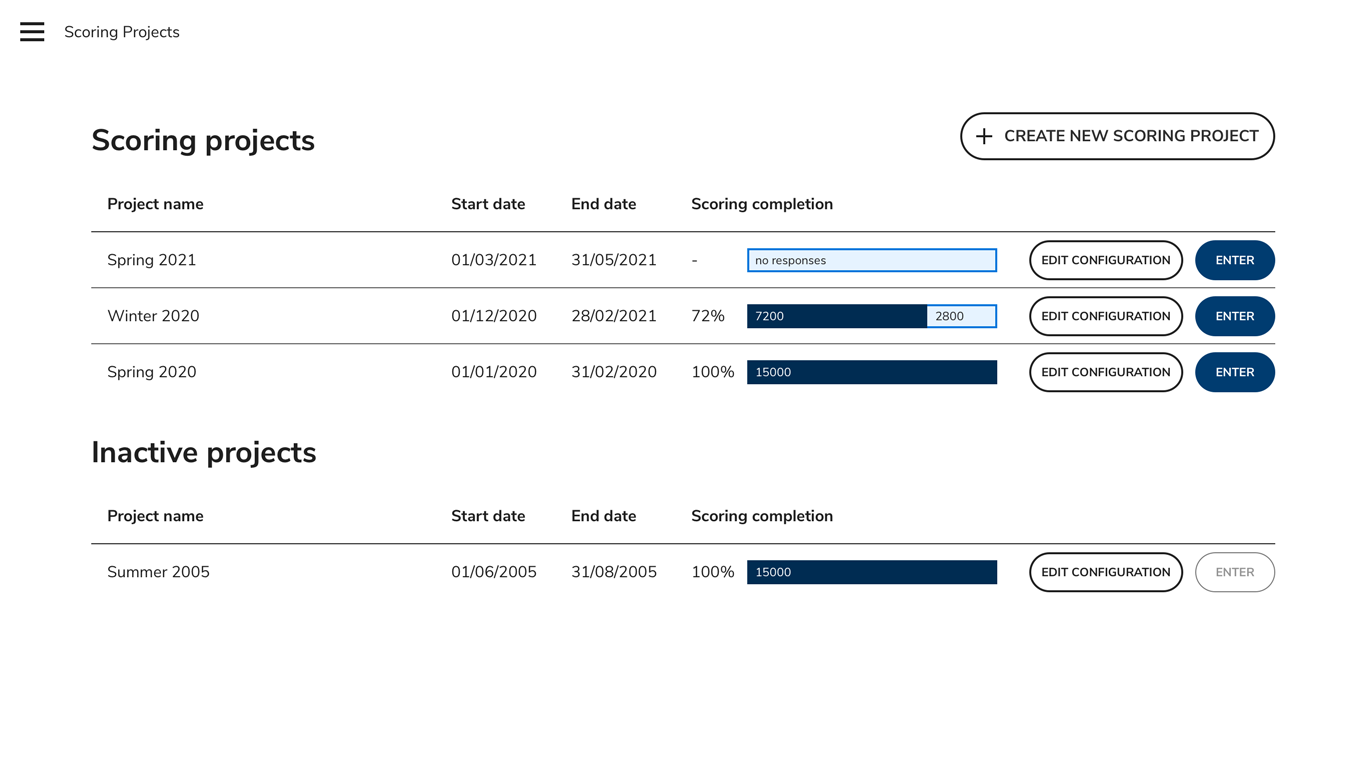 Scoring Projects
Scoring projects
CREATE NEW SCORING PROJECT
Project name Start date End date Scoring completion
Spring 2021 01/03/2021 31/05/2021 - no responses EDIT CONFIGURATION ENTER
Winter 2020 01/12/2020 28/02/2021 72% 7200 2800 EDIT CONFIGURATION ENTER
Spring 2020 01/01/2020 31/02/2020 100% 15000 EDIT CONFIGURATION ENTER
Inactive projects
Project name Start date End date Scoring completion
Summer 2005 01/06/2005 31/08/2005 100% 15000 EDIT CONFIGURATION ENTER